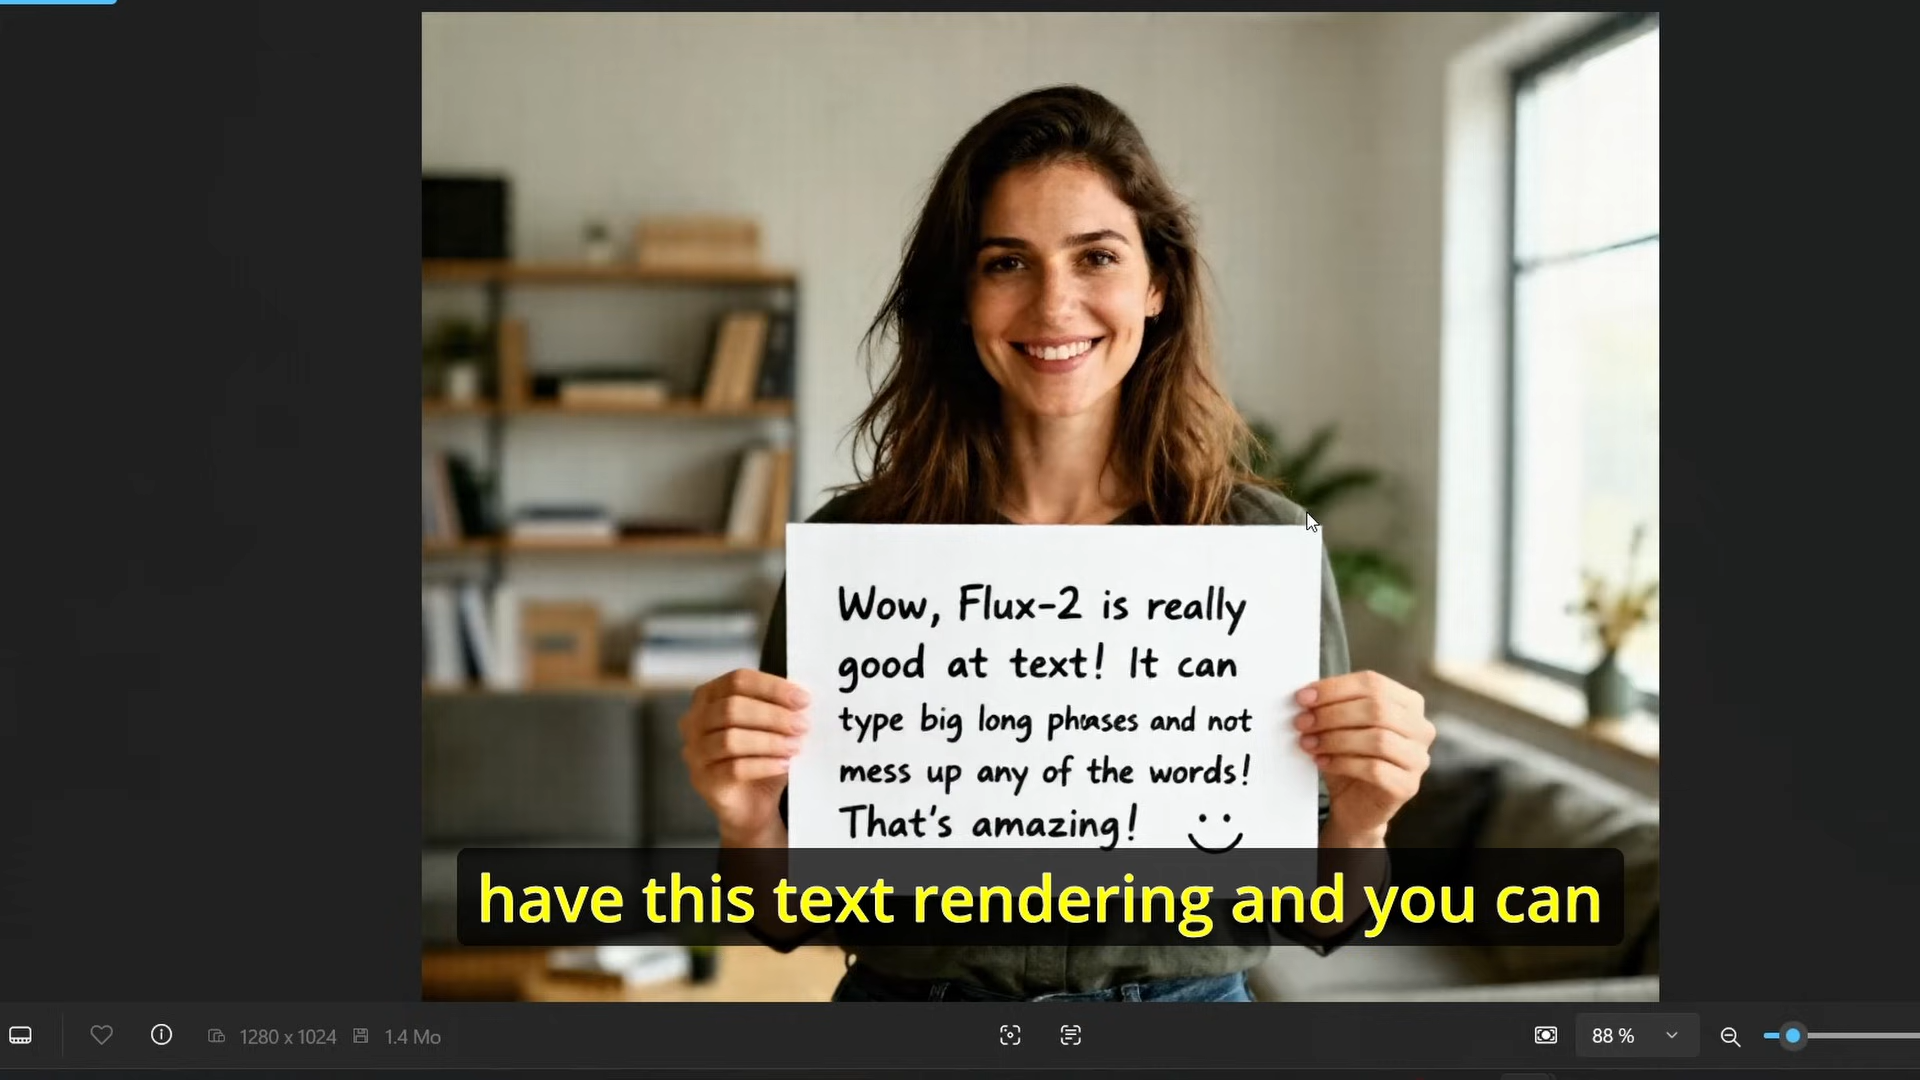 Wow, Flux-2 is really
good at text! It can
type big long phrases and not
mess up any of the words!
That's amazing!
have this text rendering and you can
1280 x 1024 1.4 Mo 88 %